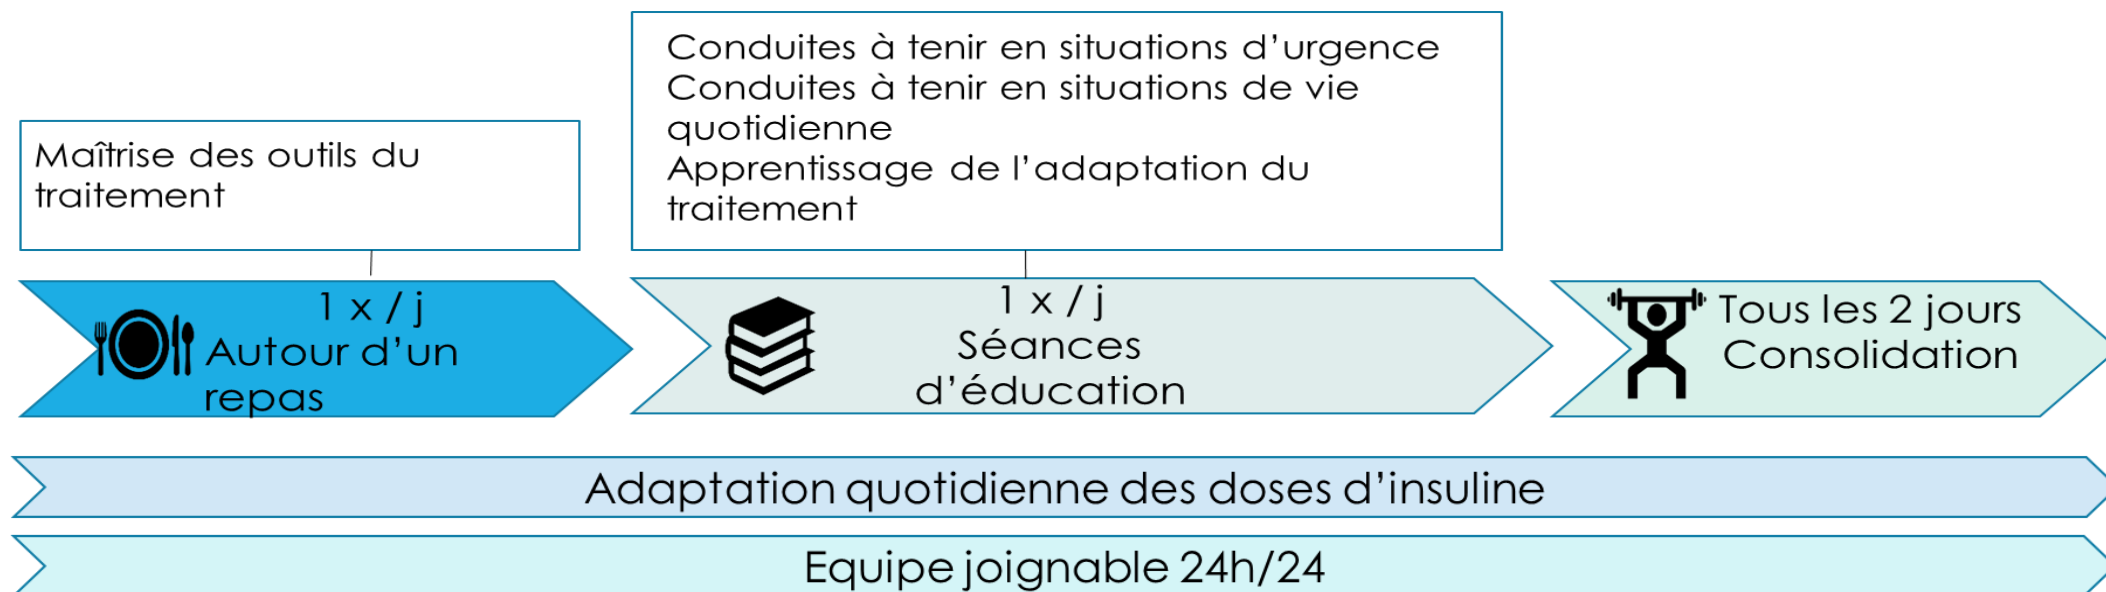 Conduites à tenir en situations d’urgence
Conduites à tenir en situations de vie
quotidienne
Apprentissage de l’adaptation du
traitement
Maîtrise des outils du
traitement
1 x / j
Autour d’un
repas
1 x / j
Séances
d’éducation
Tous les 2 jours
Consolidation
Adaptation quotidienne des doses d’insuline
Equipe joignable 24h/24